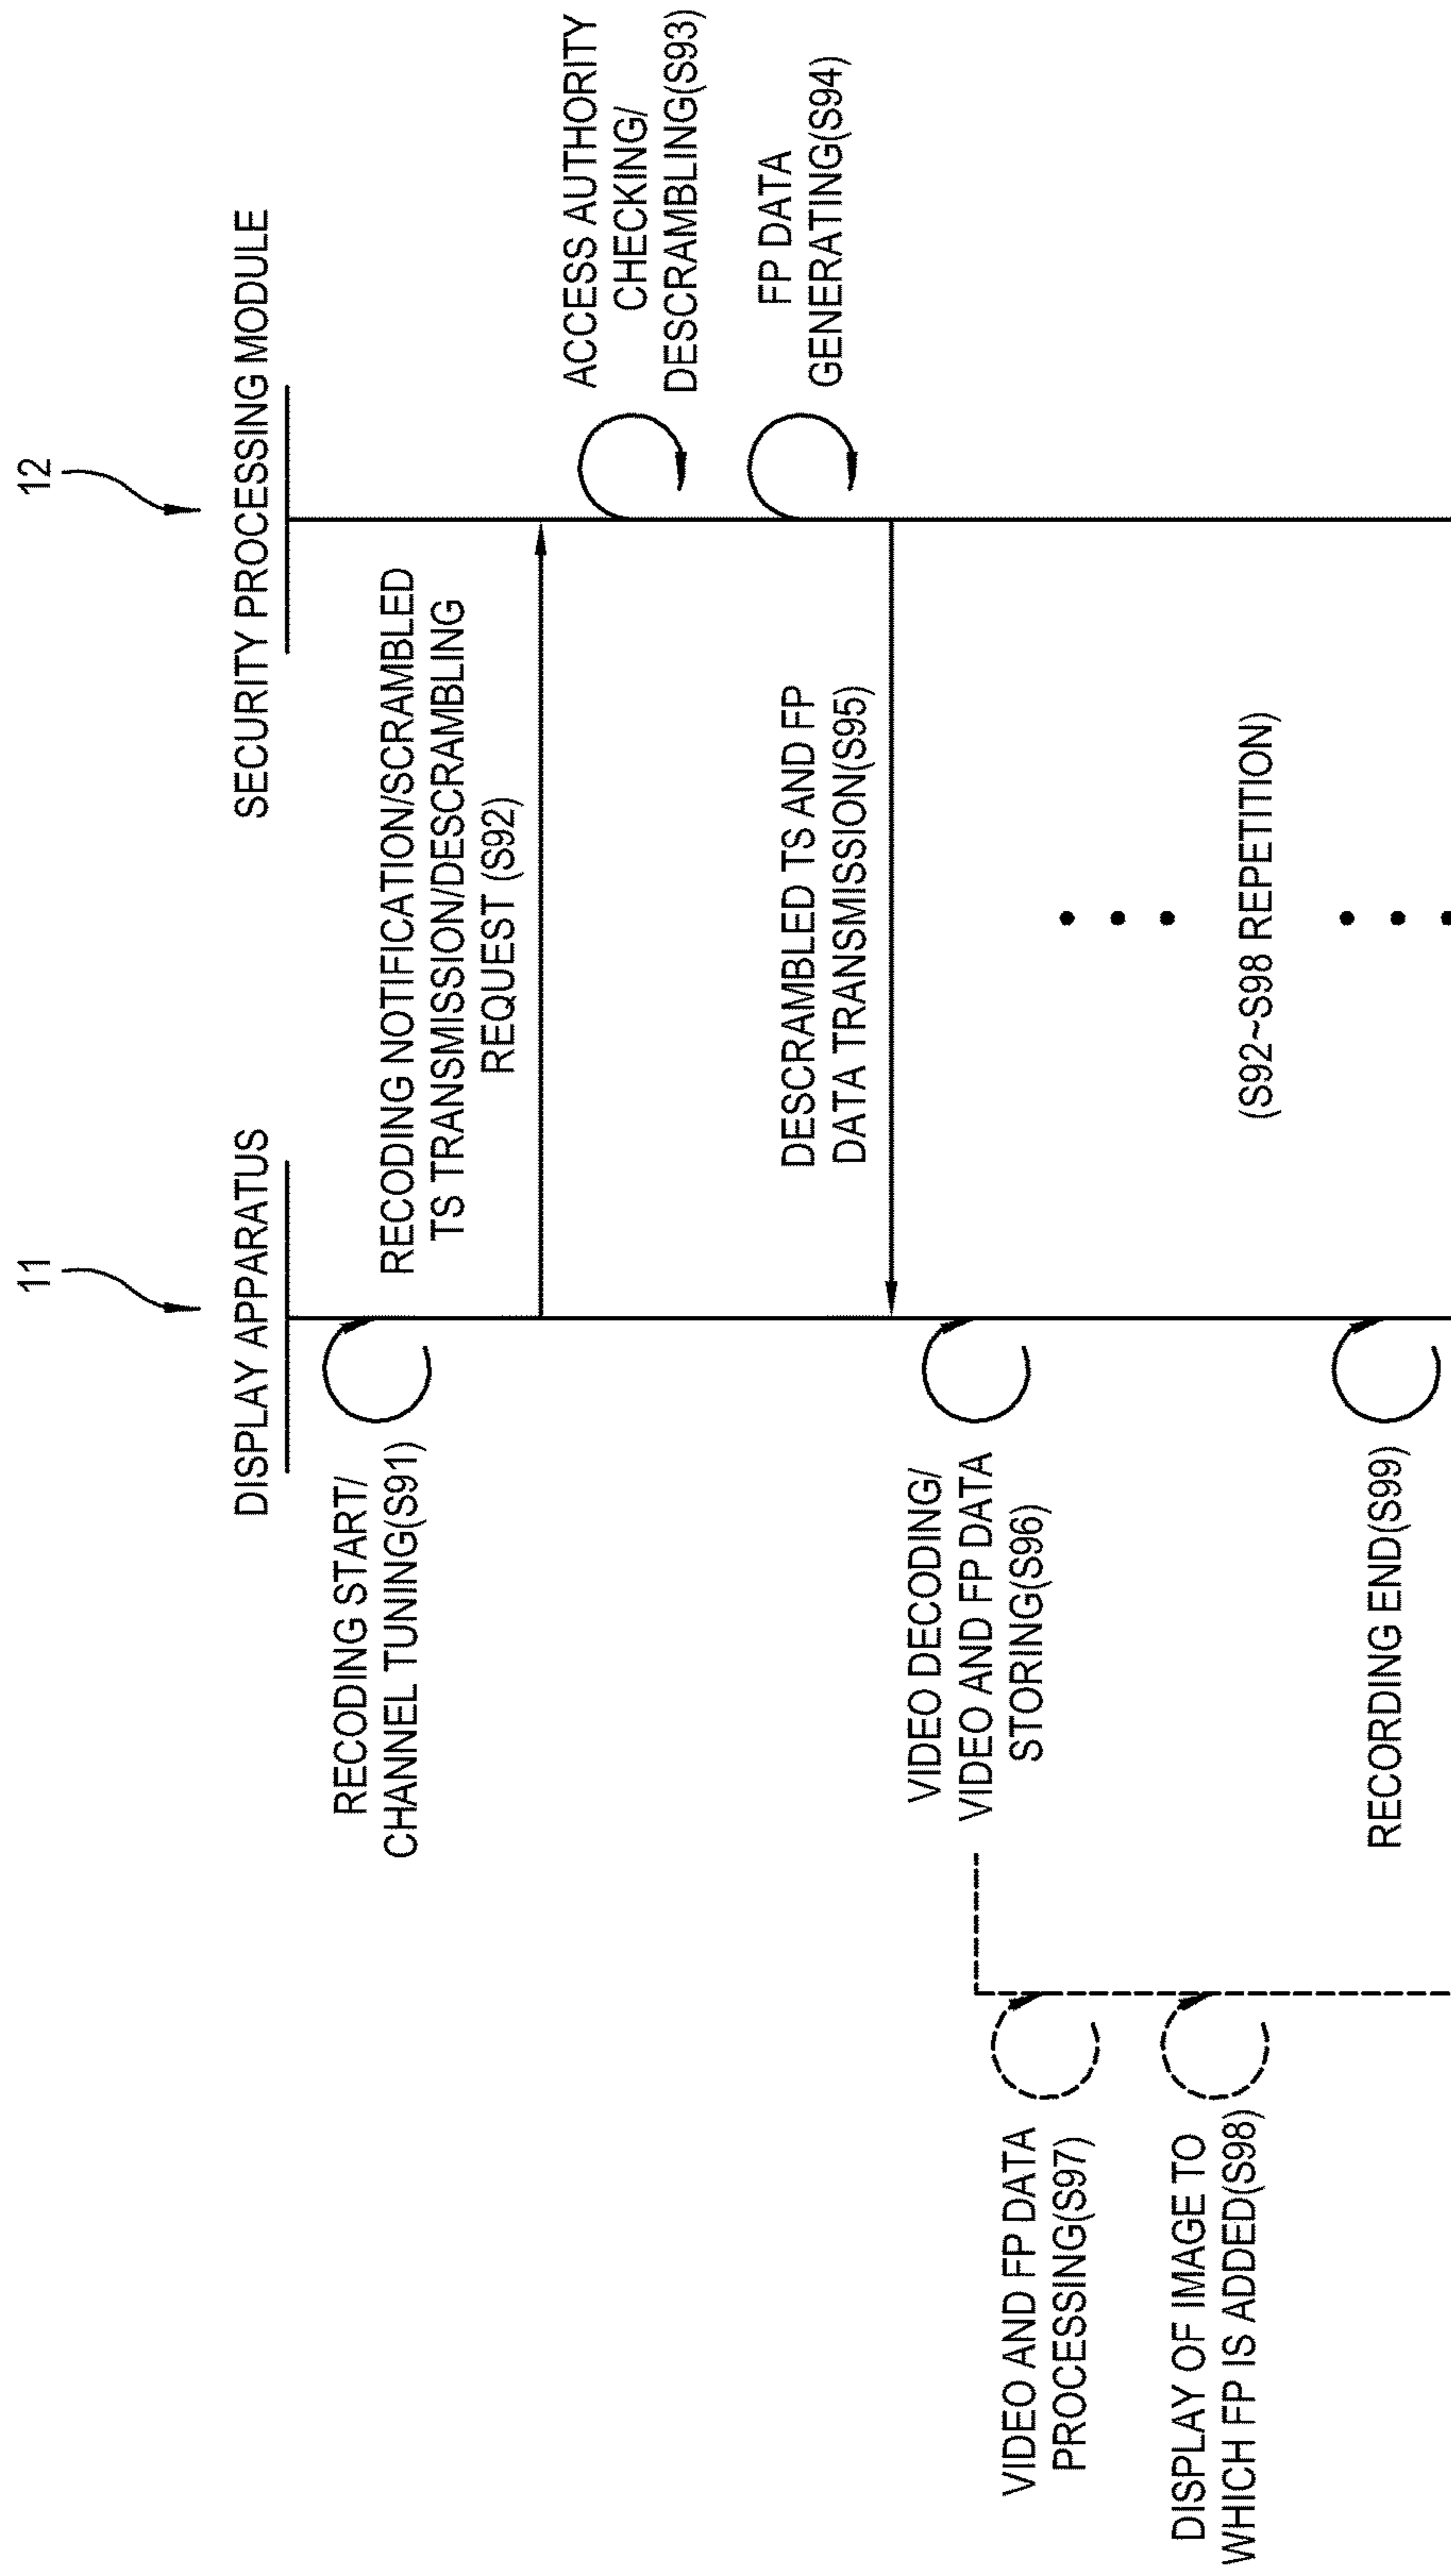 11
12
DISPLAY APPARATUS
SECURITY PROCESSING MODULE
RECODING START/
CHANNEL TUNING(S91)
RECODING NOTIFICATION/SCRAMBLED
TS TRANSMISSION/DESCRAMBLING
REQUEST (S92)
ACCESS AUTHORITY
CHECKING/
DESCRAMBLING(S93)
FP DATA
GENERATING(S94)
DESCRAMBLED TS AND FP
DATA TRANSMISSION(S95)
VIDEO DECODING/
VIDEO AND FP DATA
STORING(S96)
VIDEO AND FP DATA
PROCESSING(S97)
DISPLAY OF IMAGE TO
WHICH FP IS ADDED(S98)
(S92~S98 REPETITION)
RECORDING END(S99)